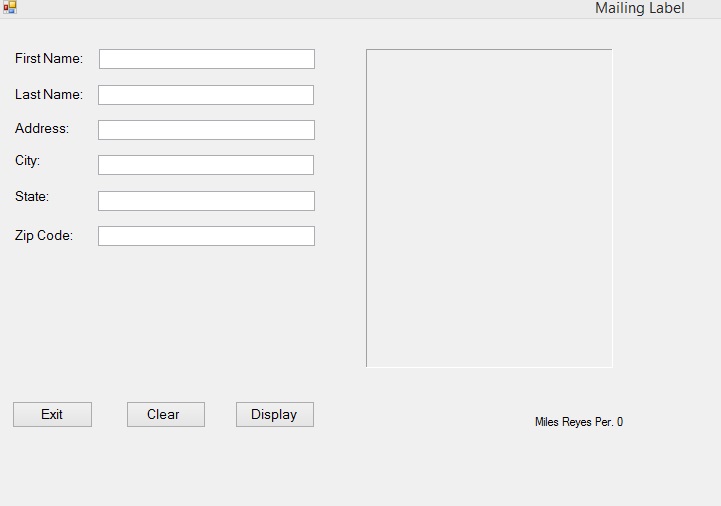 Mailing Label
First Name:
Last Name:
Address:
City:
State:
Zip Code:
Exit Clear Display
Miles Reyes Per. 0